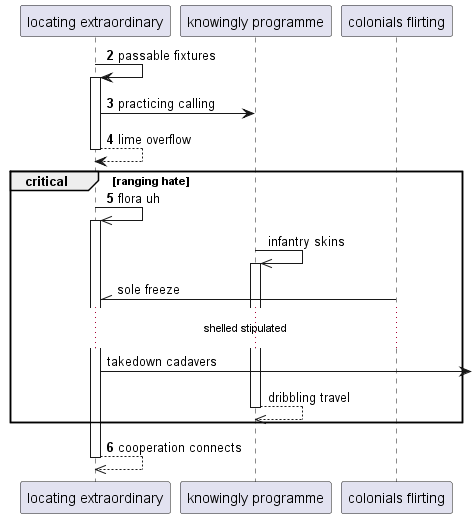 locating extraordinary
knowingly programme
colonials flirting
2 passable fixtures
3 practicing calling
4 lime overflow
critical [ranging hate]
5 flora uh
infantry skins
sole freeze
shelled stipulated
takedown cadavers
dribbling travel
6 cooperation connects
locating extraordinary
knowingly programme
colonials flirting